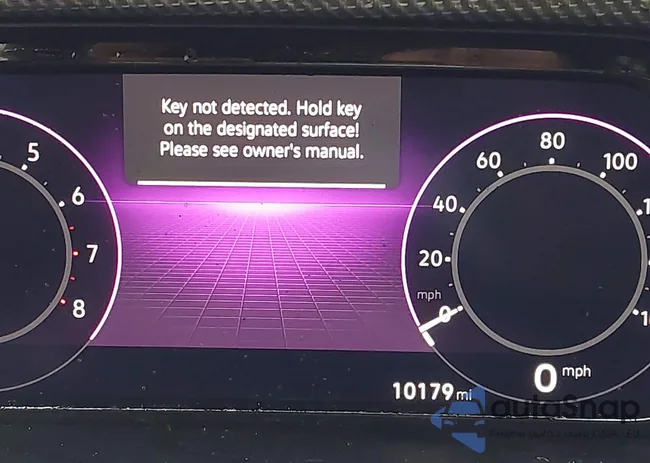 Key not detected. Hold key
on the designated surface!
Please see owner's manual.
5
6
7
8
mph
0
20
40
60
80
100
0 mph
10179 mi
autoSnap